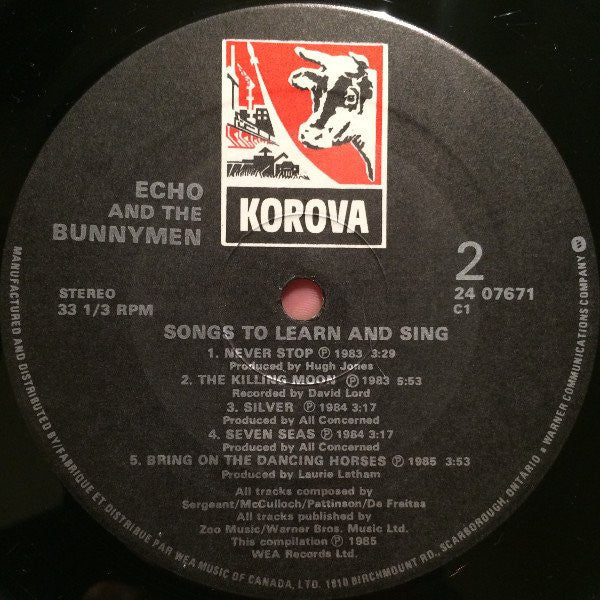 KOROVA
ECHO
AND THE
BUNNYMEN
2
STEREO
33 1/3 RPM
24 07671
C1
SONGS TO LEARN AND SING
1. NEVER STOP Ⓟ 1983 3:29
Produced by Hugh Jones
2. THE KILLING MOON Ⓟ 1983 5:53
Recorded by David Lord
3. SILVER Ⓟ 1984 3:17
Produced by All Concerned
4. SEVEN SEAS Ⓟ 1984 3:17
Produced by All Concerned
5. BRING ON THE DANCING HORSES Ⓟ 1985 3:53
Produced by Laurie Latham
All tracks composed by
Sergeant/McCulloch/Pattinson/De Freitas
All tracks published by
Zoo Music/Warner Bros. Music Ltd.
This compilation Ⓟ 1985
WEA Records Ltd.
MANUFACTURED AND DISTRIBUTED BY/FABRIQUE ET DISTRIBUE PAR WEA MUSIC OF CANADA, LTD. 1810 BIRCHMOUNT RD., SCARBOROUGH, ONTARIO • A WARNER COMMUNICATIONS COMPANY